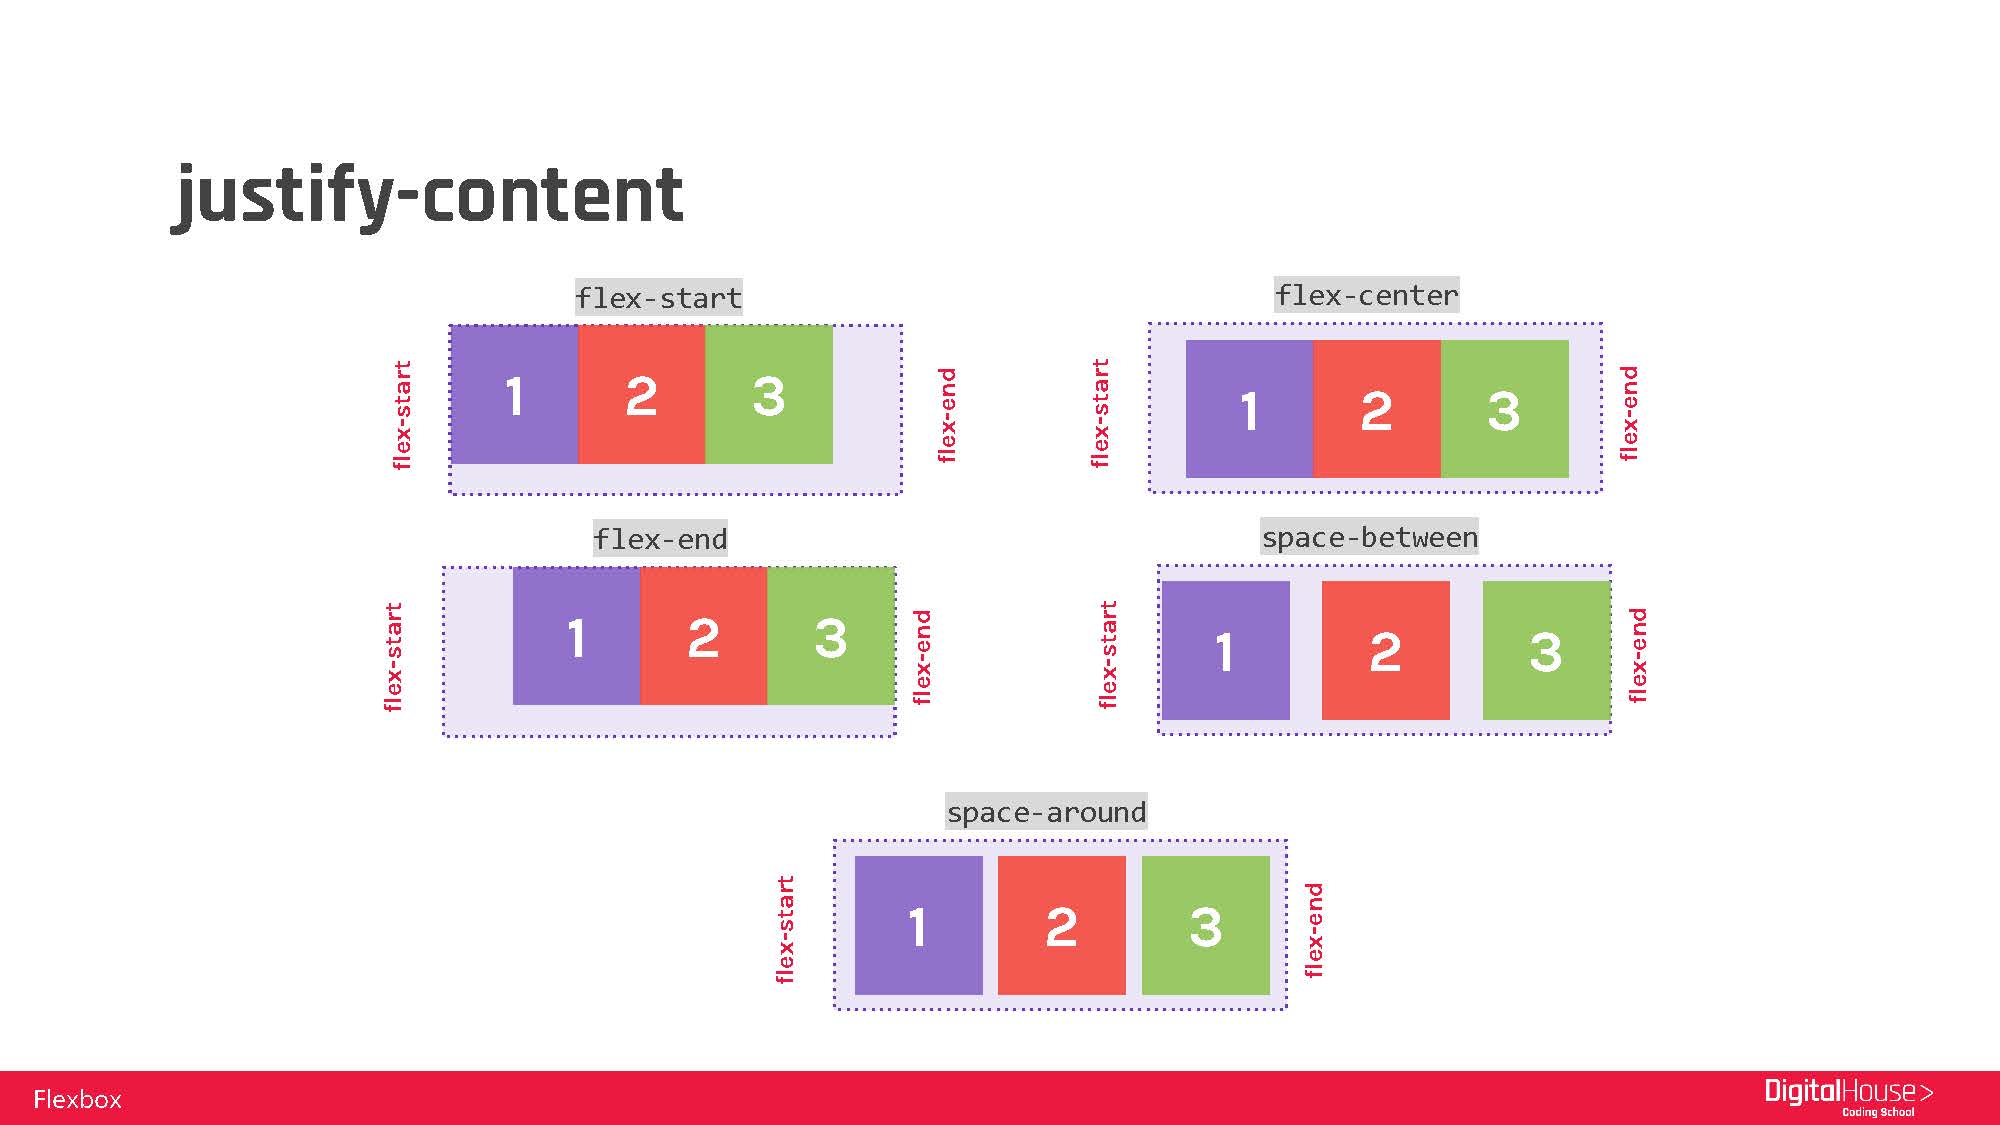 justify-content
flex-start
flex-start
1 2 3
flex-end
flex-center
flex-start
1 2 3
flex-end
flex-end
flex-start
1 2 3
flex-end
space-between
flex-start
1 2 3
flex-end
space-around
flex-start
1 2 3
flex-end
Flexbox
DigitalHouse>
Coding School